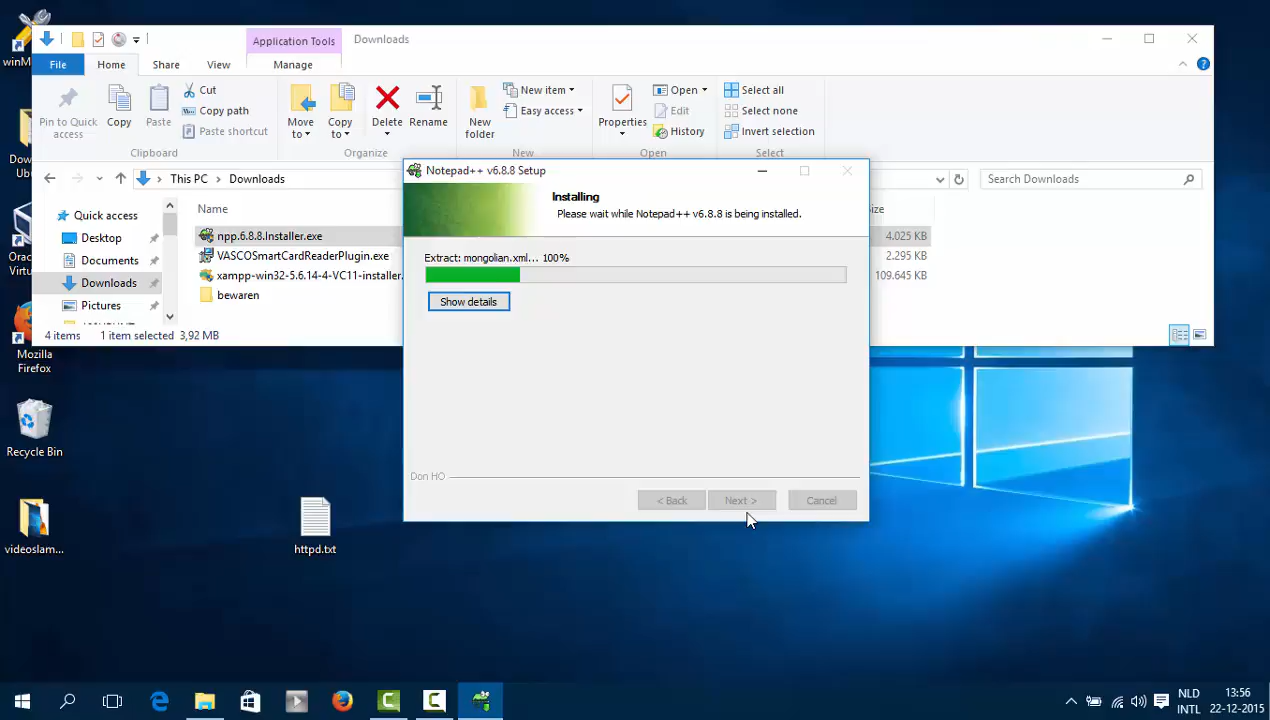 winM
Application Tools
Downloads
File
Home
Share
View
Manage
Pin to Quick access
Copy
Paste
Cut
Copy path
Paste shortcut
Clipboard
Move to
Copy to
Delete
Rename
Organize
New folder
New item
Easy access
New
Properties
Open
Edit
History
Open
Select all
Select none
Invert selection
Select
This PC
Downloads
Search Downloads
Quick access
Desktop
Documents
Downloads
Pictures
Name
npp.6.8.8.Installer.exe
VASCOSmartCardReaderPlugin.exe
xampp-win32-5.6.14-4-VC11-installer.
bewaren
4.025 KB
2.295 KB
109.645 KB
4 items
1 item selected 3,92 MB
Notepad++ v6.8.8 Setup
Installing
Please wait while Notepad++ v6.8.8 is being installed.
Extract: mongolian.xml... 100%
Show details
Don HO
< Back
Next >
Cancel
Mozilla
Firefox
Recycle Bin
videoslam...
httpd.txt
NLD
INTL
13:56
22-12-2015